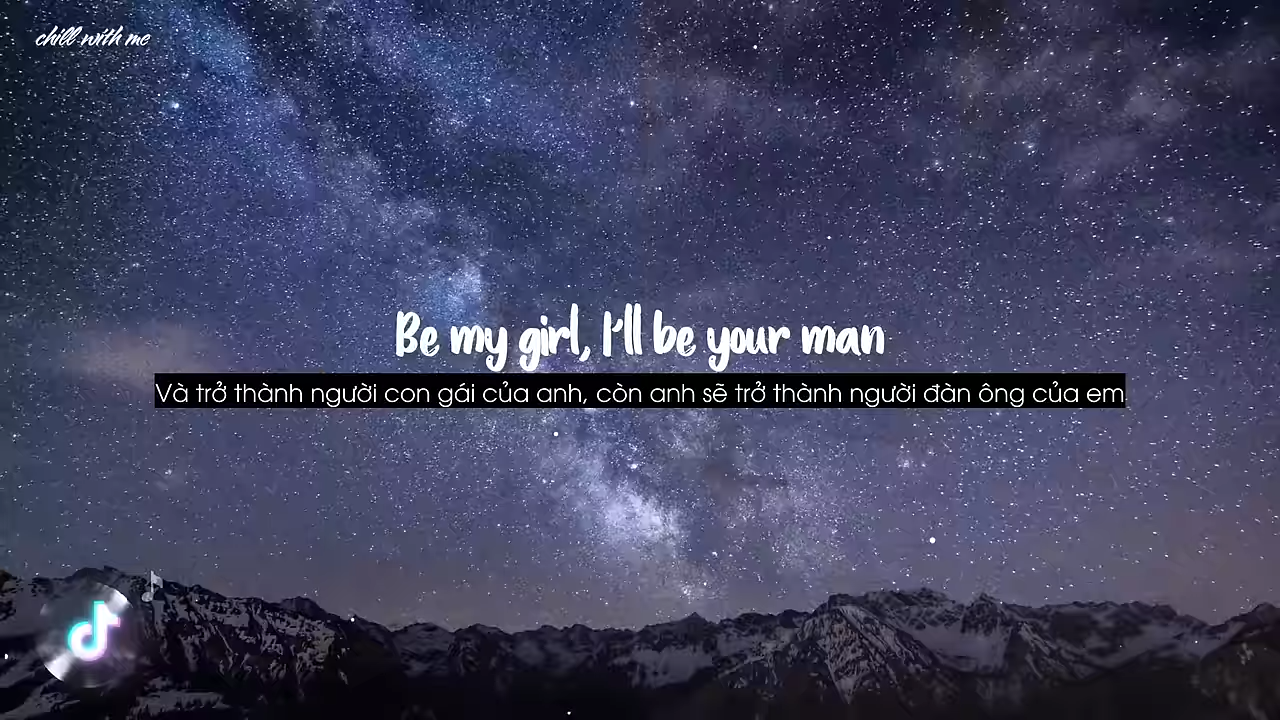 chill with me
Be my girl, I'll be your man
Và trở thành người con gái của anh, còn anh sẽ trở thành người đàn ông của em